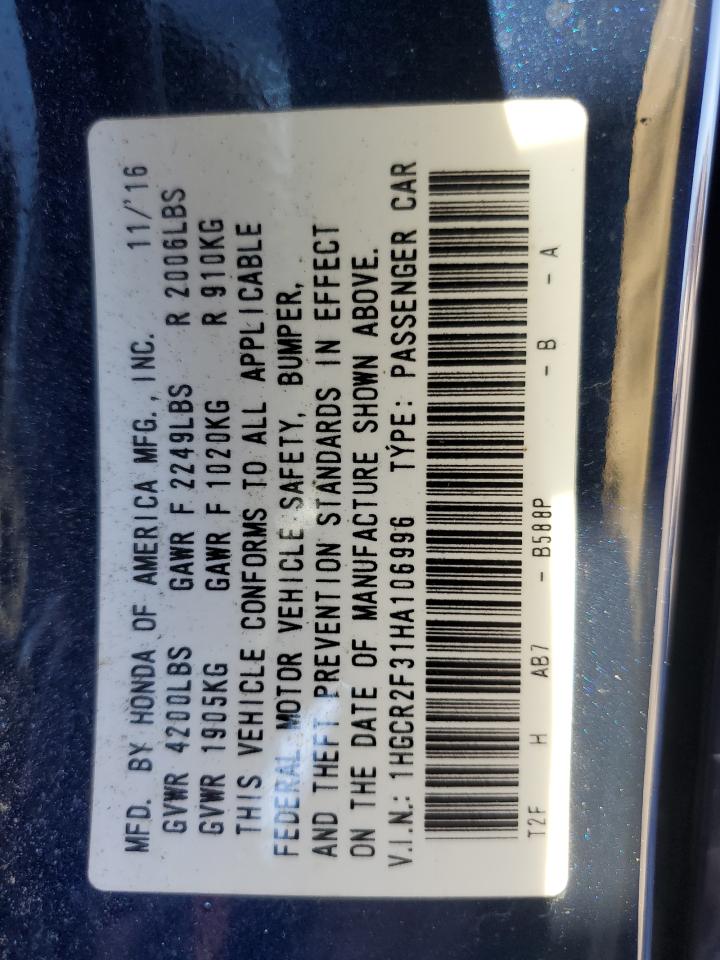 MFD. BY HONDA OF AMERICA MFG., INC. 11/'16
GVWR 4200LBS GAWR F 2249LBS R 2006LBS
GVWR 1905KG GAWR F 1020KG R 910KG
THIS VEHICLE CONFORMS TO ALL APPLICABLE
FEDERAL MOTOR VEHICLE SAFETY, BUMPER,
AND THEFT PREVENTION STANDARDS IN EFFECT
ON THE DATE OF MANUFACTURE SHOWN ABOVE.
V.I.N.: 1HGCR2F31HA106996 TYPE: PASSENGER CAR
T2F H AB7 - B588P - B - A